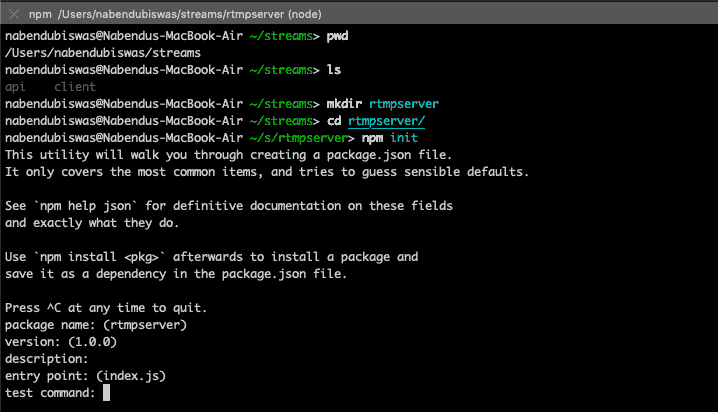 npm /Users/nabendubiswas/streams/rtmpserver (node)
nabendubiswas@Nabendus-MacBook-Air ~/streams> pwd
/Users/nabendubiswas/streams
nabendubiswas@Nabendus-MacBook-Air ~/streams> ls
api client
nabendubiswas@Nabendus-MacBook-Air ~/streams> mkdir rtmpserver
nabendubiswas@Nabendus-MacBook-Air ~/streams> cd rtmpserver/
nabendubiswas@Nabendus-MacBook-Air ~/s/rtmpserver> npm init
This utility will walk you through creating a package.json file.
It only covers the most common items, and tries to guess sensible defaults.
See `npm help json` for definitive documentation on these fields
and exactly what they do.
Use `npm install <pkg>` afterwards to install a package and
save it as a dependency in the package.json file.
Press ^C at any time to quit.
package name: (rtmpserver)
version: (1.0.0)
description:
entry point: (index.js)
test command: